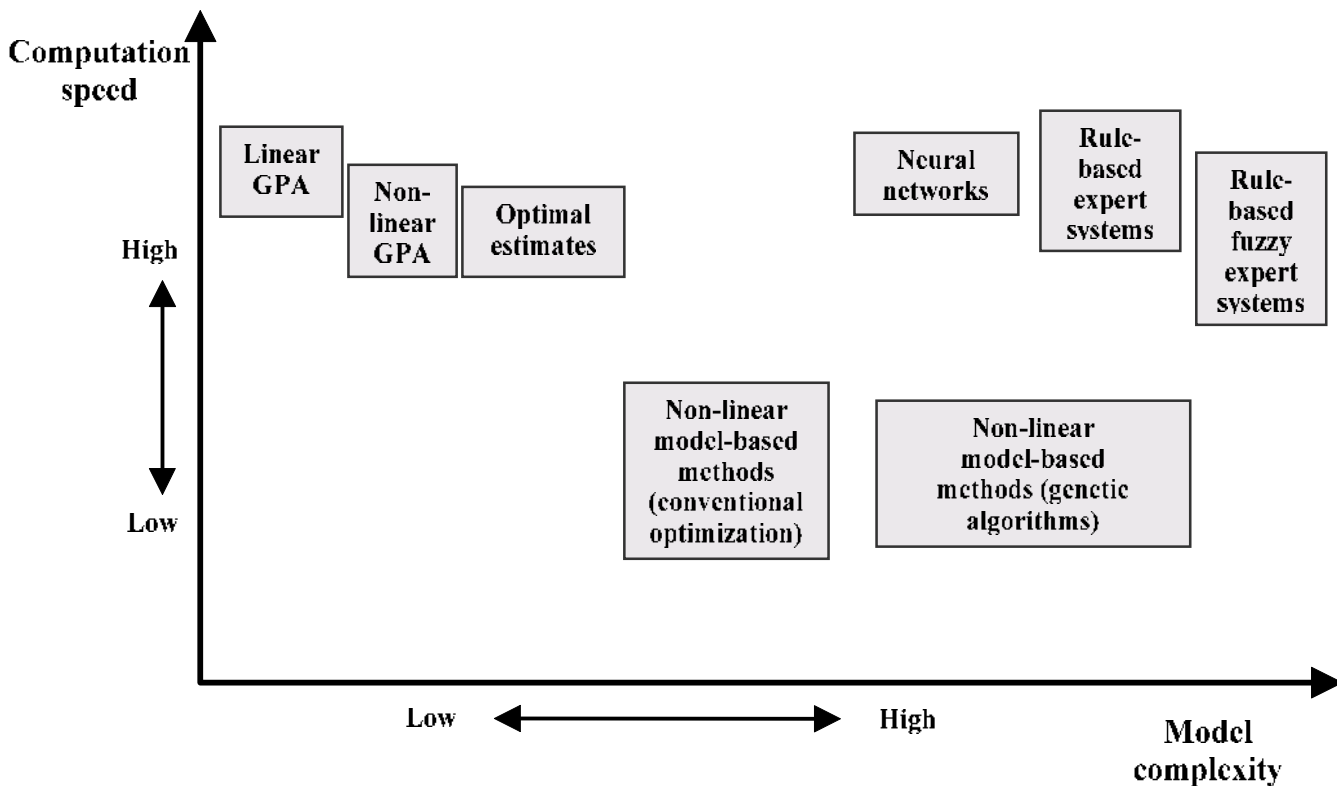 Computation
speed
Linear
GPA
Non-
linear
GPA
Optimal
estimates
Neural
networks
Rule-
based
expert
systems
Rule-
based
fuzzy
expert
systems
High
Low
Non-linear
model-based
methods
(conventional
optimization)
Non-linear
model-based
methods (genetic
algorithms)
Low
High
Model
complexity